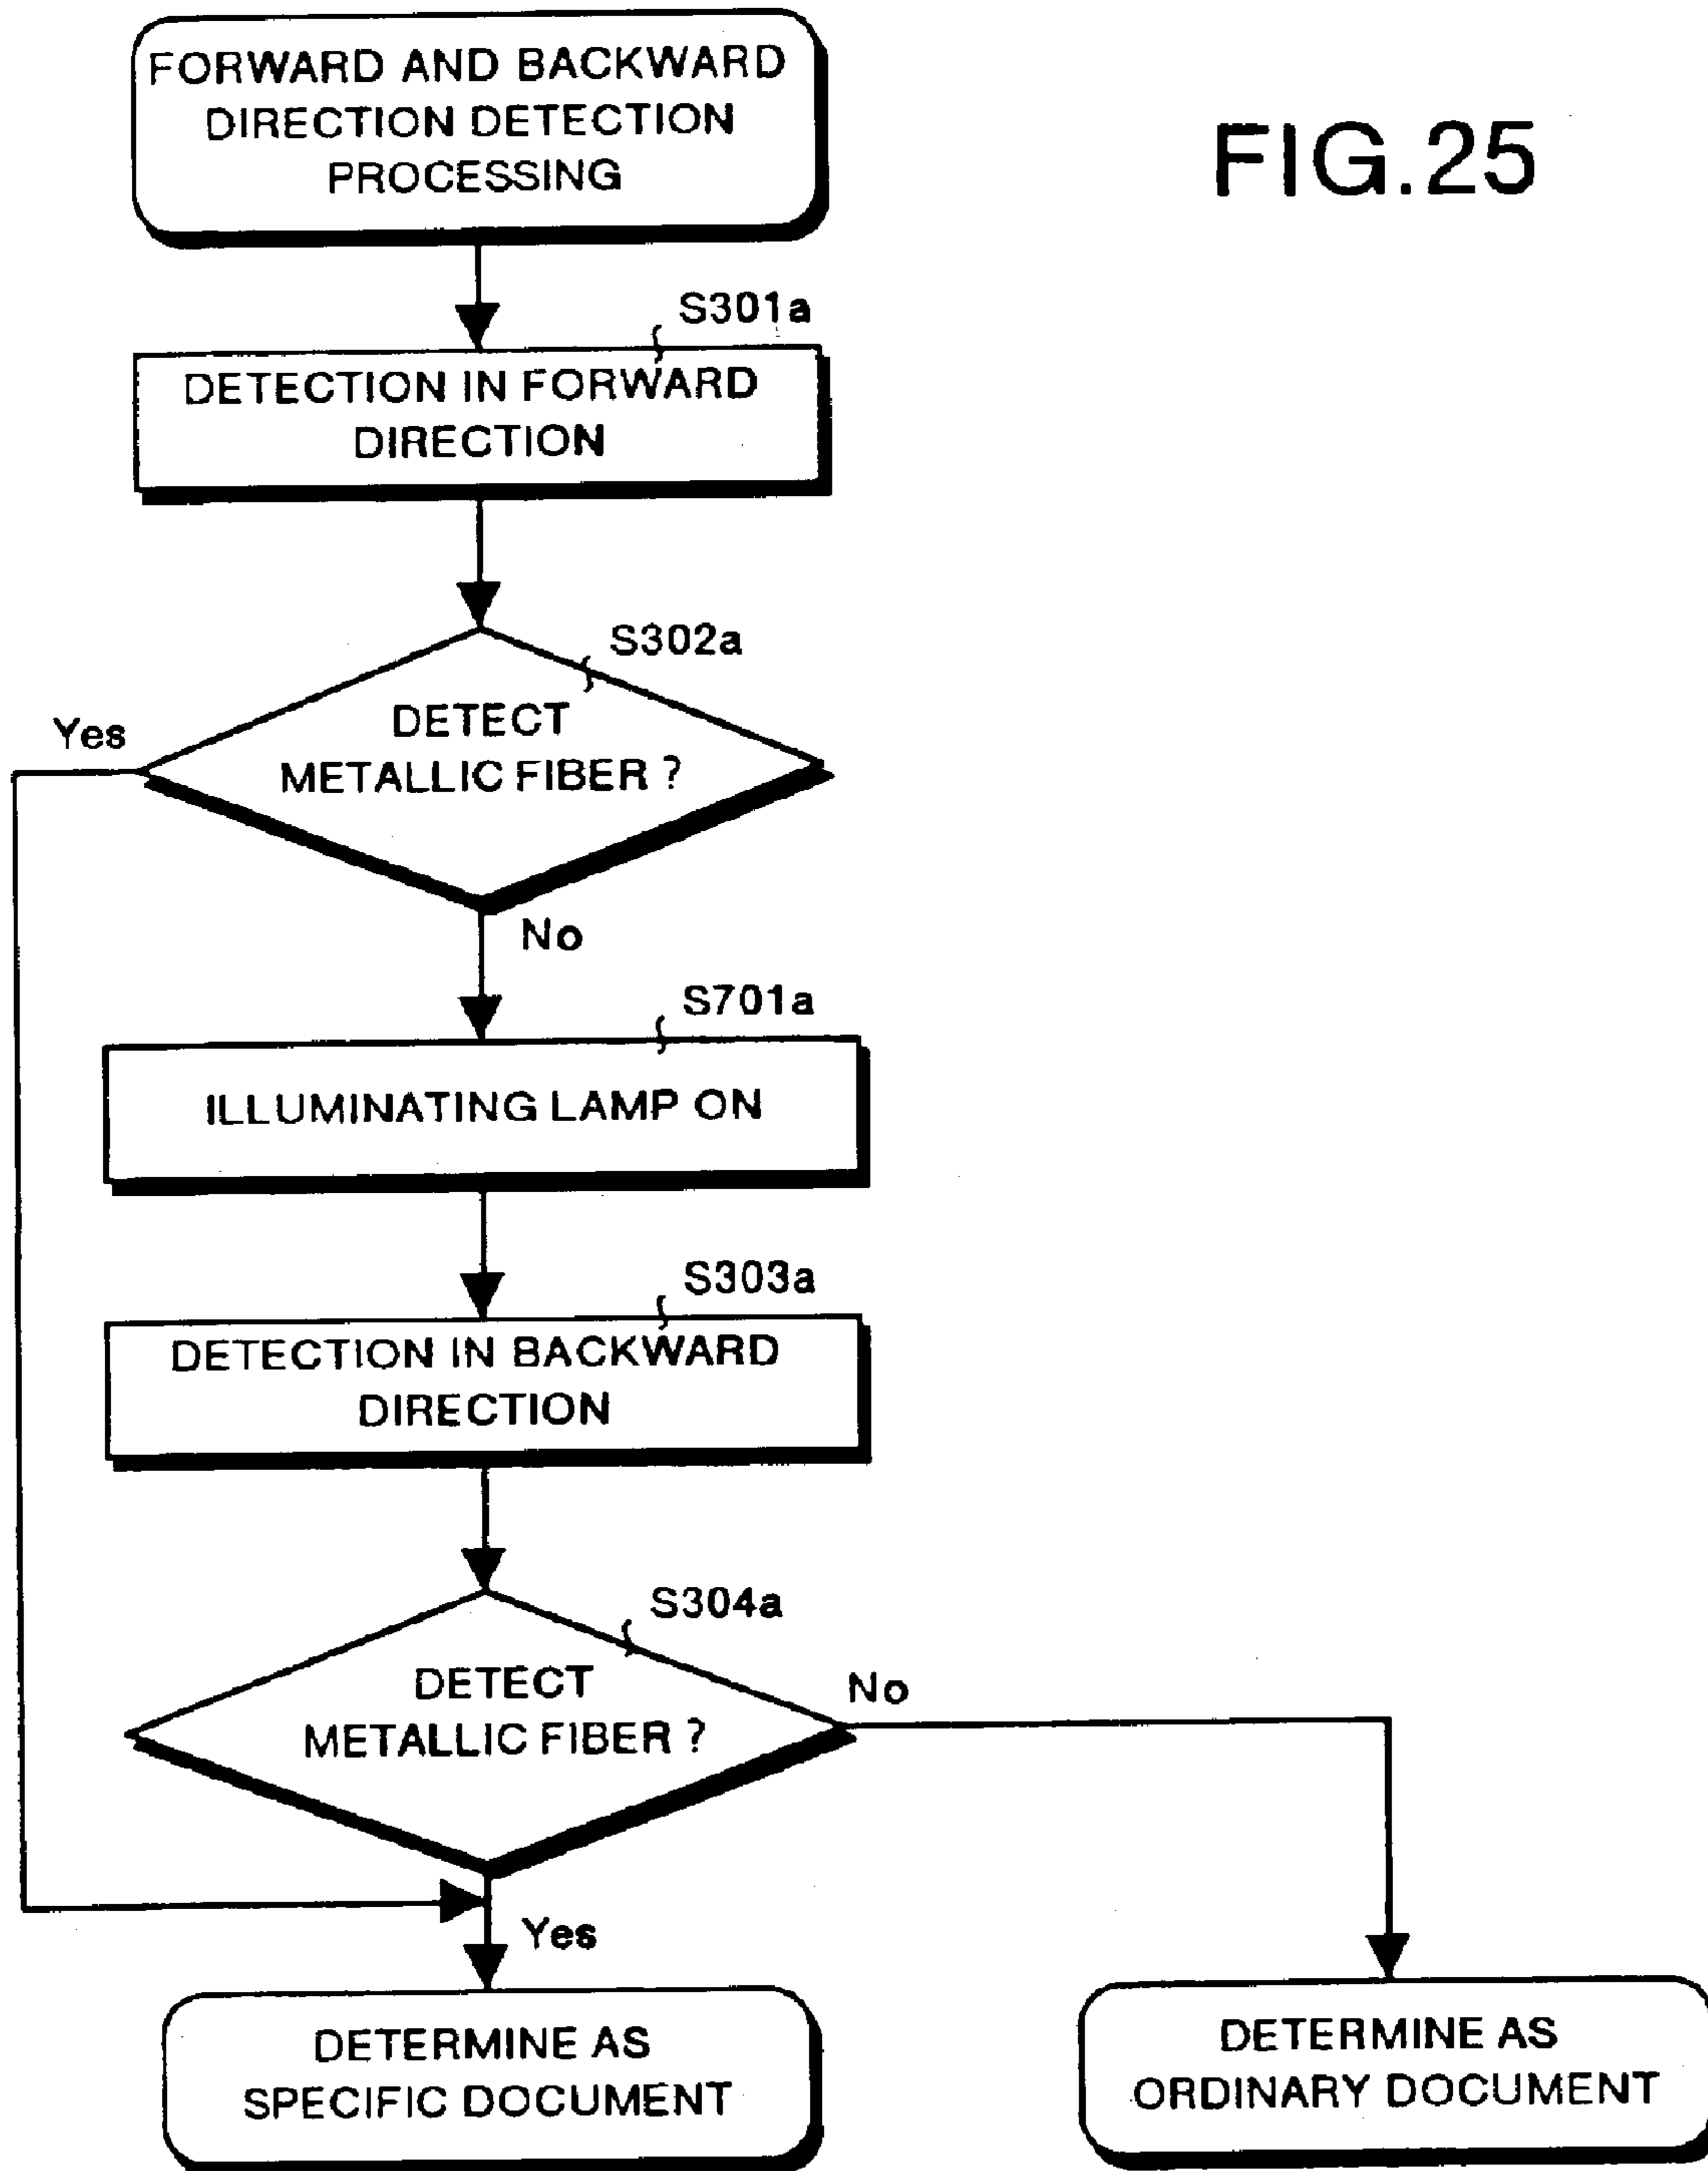 FORWARD AND BACKWARD
DIRECTION DETECTION
PROCESSING
FIG.25
S301a
DETECTION IN FORWARD
DIRECTION
S302a
DETECT
METALLIC FIBER ?
Yes
No
S701a
ILLUMINATING LAMP ON
S303a
DETECTION IN BACKWARD
DIRECTION
S304a
DETECT
METALLIC FIBER ?
No
Yes
DETERMINE AS
SPECIFIC DOCUMENT
DETERMINE AS
ORDINARY DOCUMENT